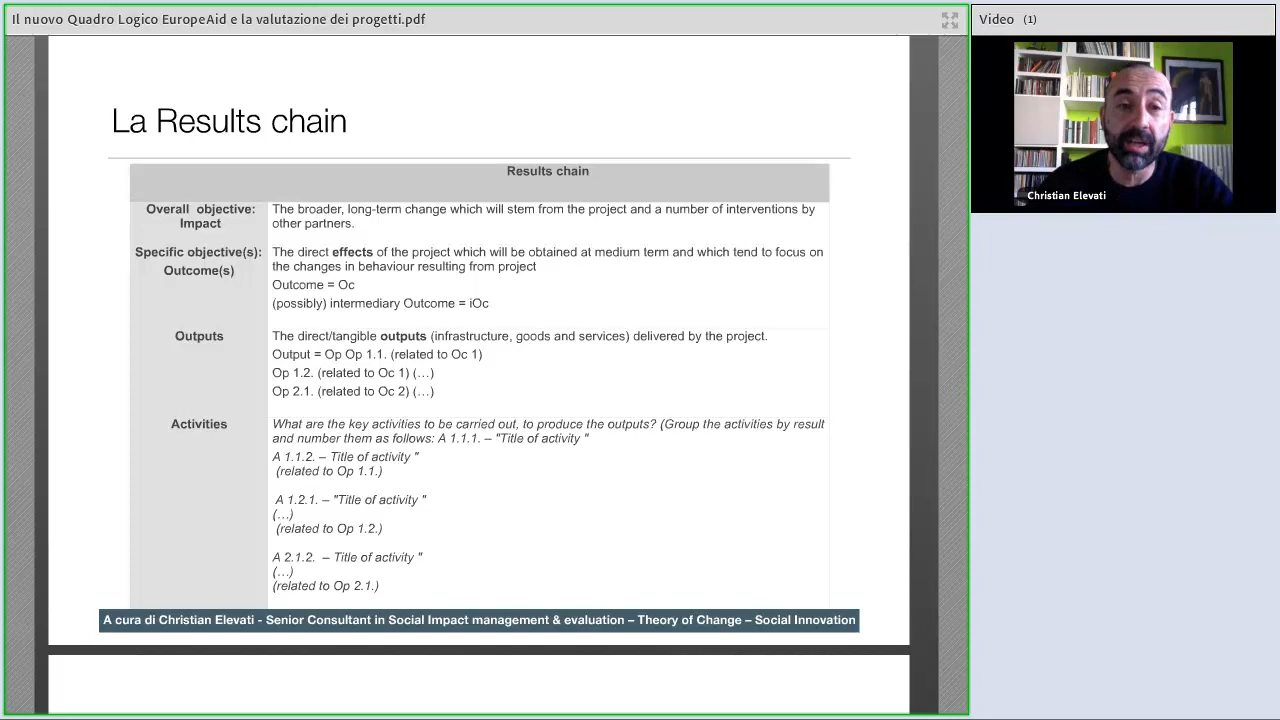 Il nuovo Quadro Logico EuropeAid e la valutazione dei progetti.pdf
Video (1)
Christian Elevati
La Results chain
Results chain
Overall objective:
Impact
The broader, long-term change which will stem from the project and a number of interventions by
other partners.
Specific objective(s):
Outcome(s)
The direct effects of the project which will be obtained at medium term and which tend to focus on
the changes in behaviour resulting from project
Outcome = Oc
(possibly) intermediary Outcome = iOc
Outputs
The direct/tangible outputs (infrastructure, goods and services) delivered by the project.
Output = Op Op 1.1. (related to Oc 1)
Op 1.2. (related to Oc 1) (…)
Op 2.1. (related to Oc 2) (…)
Activities
What are the key activities to be carried out, to produce the outputs? (Group the activities by result
and number them as follows: A 1.1.1. – "Title of activity "
A 1.1.2. – Title of activity "
(related to Op 1.1.)
A 1.2.1. – "Title of activity "
(…)
(related to Op 1.2.)
A 2.1.2. – Title of activity "
(…)
(related to Op 2.1.)
A cura di Christian Elevati - Senior Consultant in Social Impact management & evaluation – Theory of Change – Social Innovation